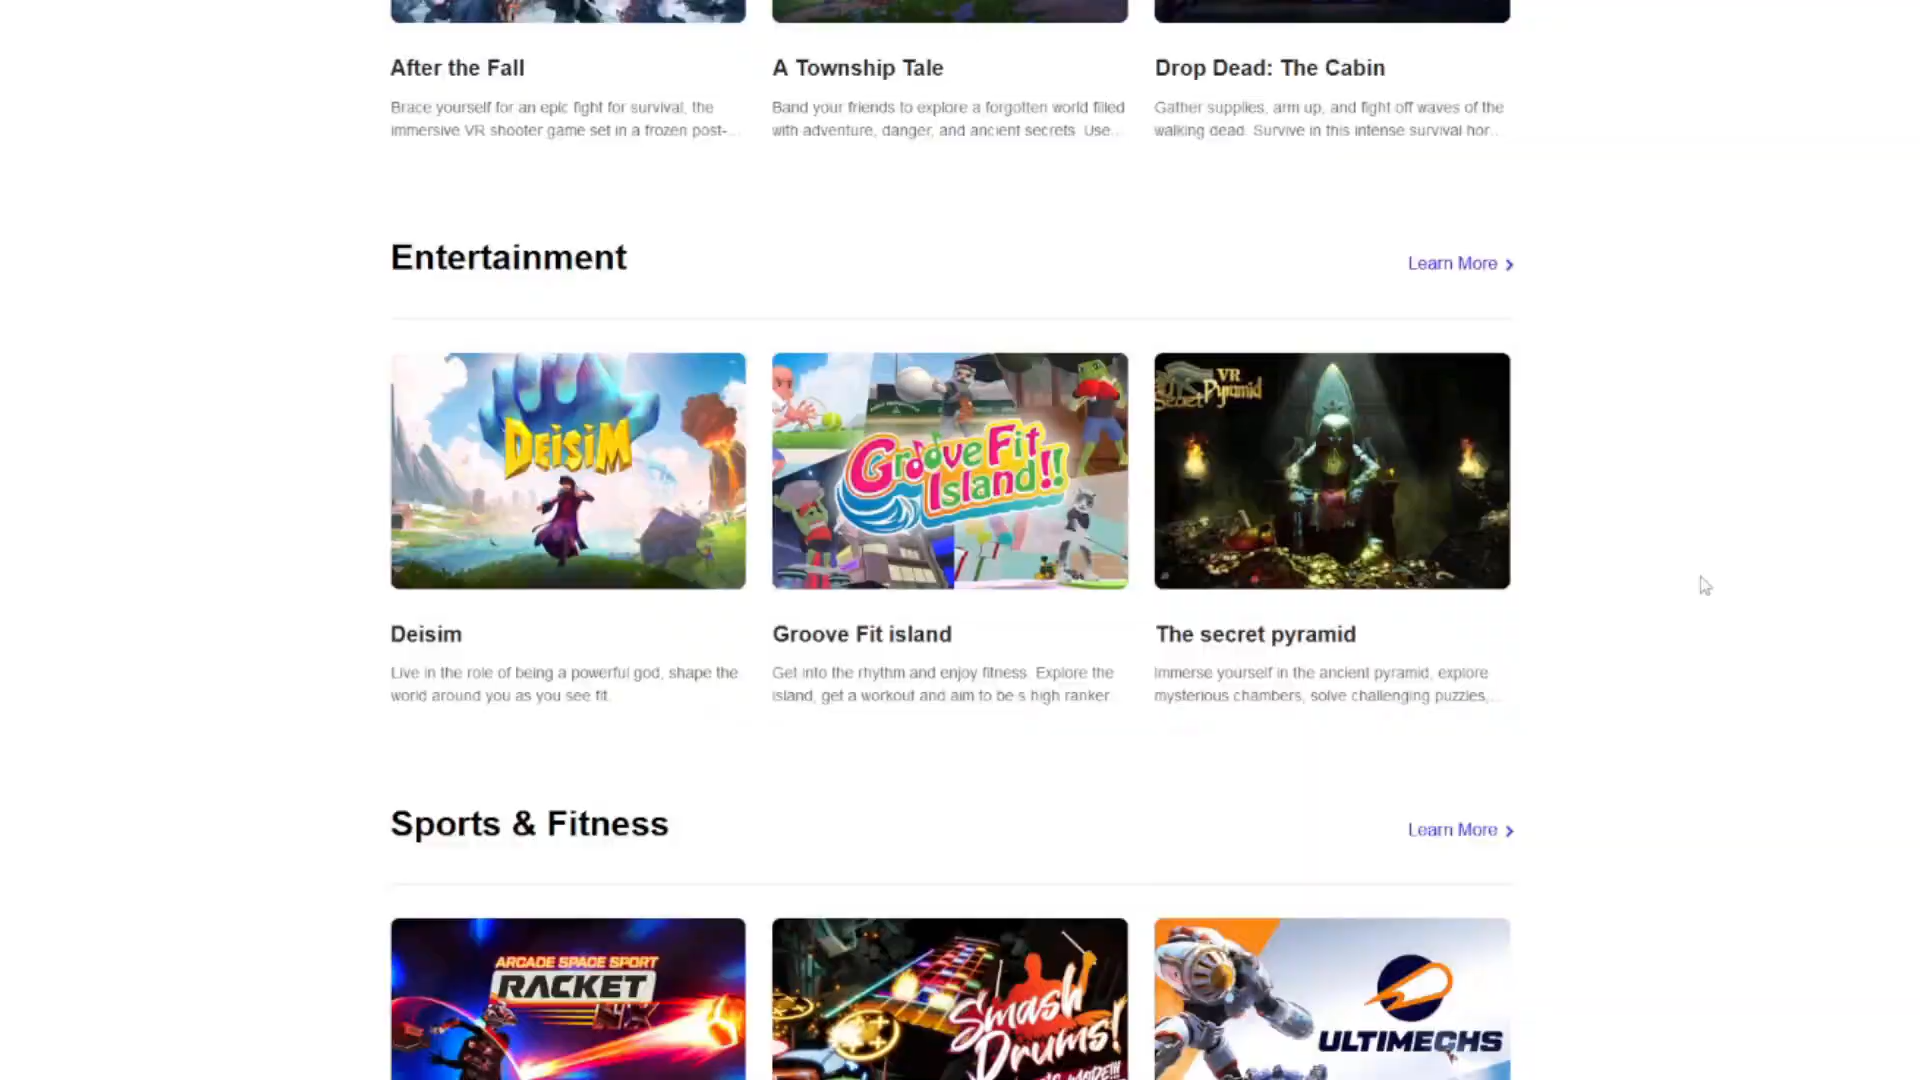 After the Fall
A Township Tale
Drop Dead: The Cabin
Brace yourself for an epic fight for survival, the
immersive VR shooter game set in a frozen post-...
Band your friends to explore a forgotten world filled
with adventure, danger, and ancient secrets. Use...
Gather supplies, arm up, and fight off waves of the
walking dead. Survive in this intense survival hor...
Entertainment
Learn More
DEISIM
Groove Fit
Island!!
VR
Secret Pyramid
Deisim
Groove Fit island
The secret pyramid
Live in the role of being a powerful god, shape the
world around you as you see fit.
Get into the rhythm and enjoy fitness. Explore the
island, get a workout and aim to be s high ranker
Immerse yourself in the ancient pyramid, explore
mysterious chambers, solve challenging puzzles,...
Sports & Fitness
Learn More
ARCADE SPACE SPORT
RACKET
NX
Smash
Drums!
MODE!!!
ULTIMECHS